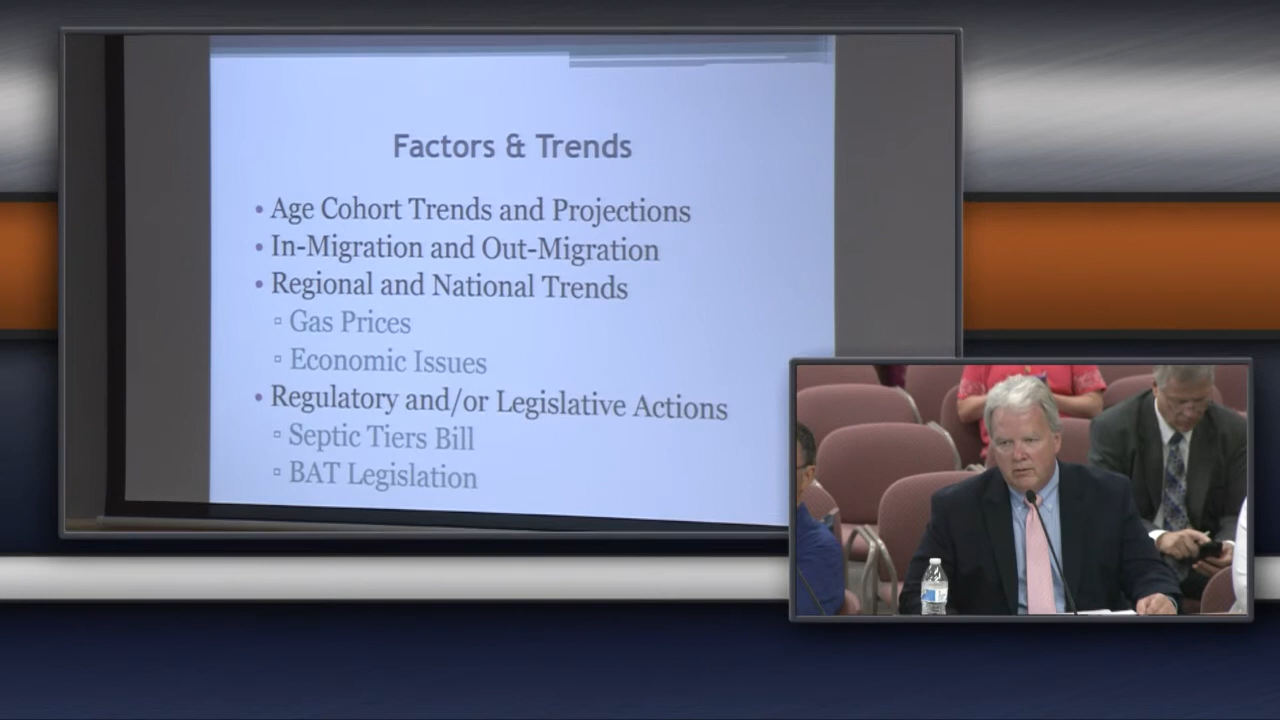 Factors & Trends
• Age Cohort Trends and Projections
• In-Migration and Out-Migration
• Regional and National Trends
▫ Gas Prices
▫ Economic Issues
• Regulatory and/or Legislative Actions
▫ Septic Tiers Bill
▫ BAT Legislation